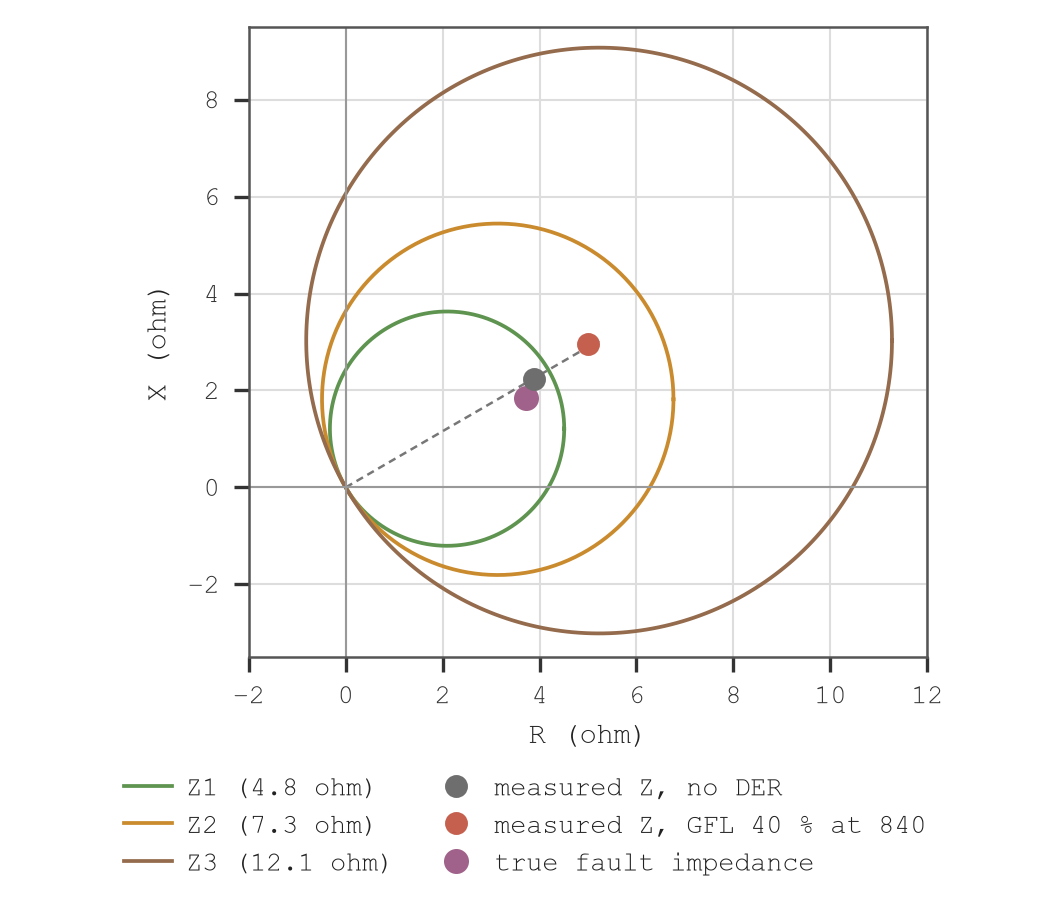 8
6
4
2
0
−2
X (ohm)
−2 0 2 4 6 8 10 12
R (ohm)
Z1 (4.8 ohm)
Z2 (7.3 ohm)
Z3 (12.1 ohm)
measured Z, no DER
measured Z, GFL 40 % at 840
true fault impedance